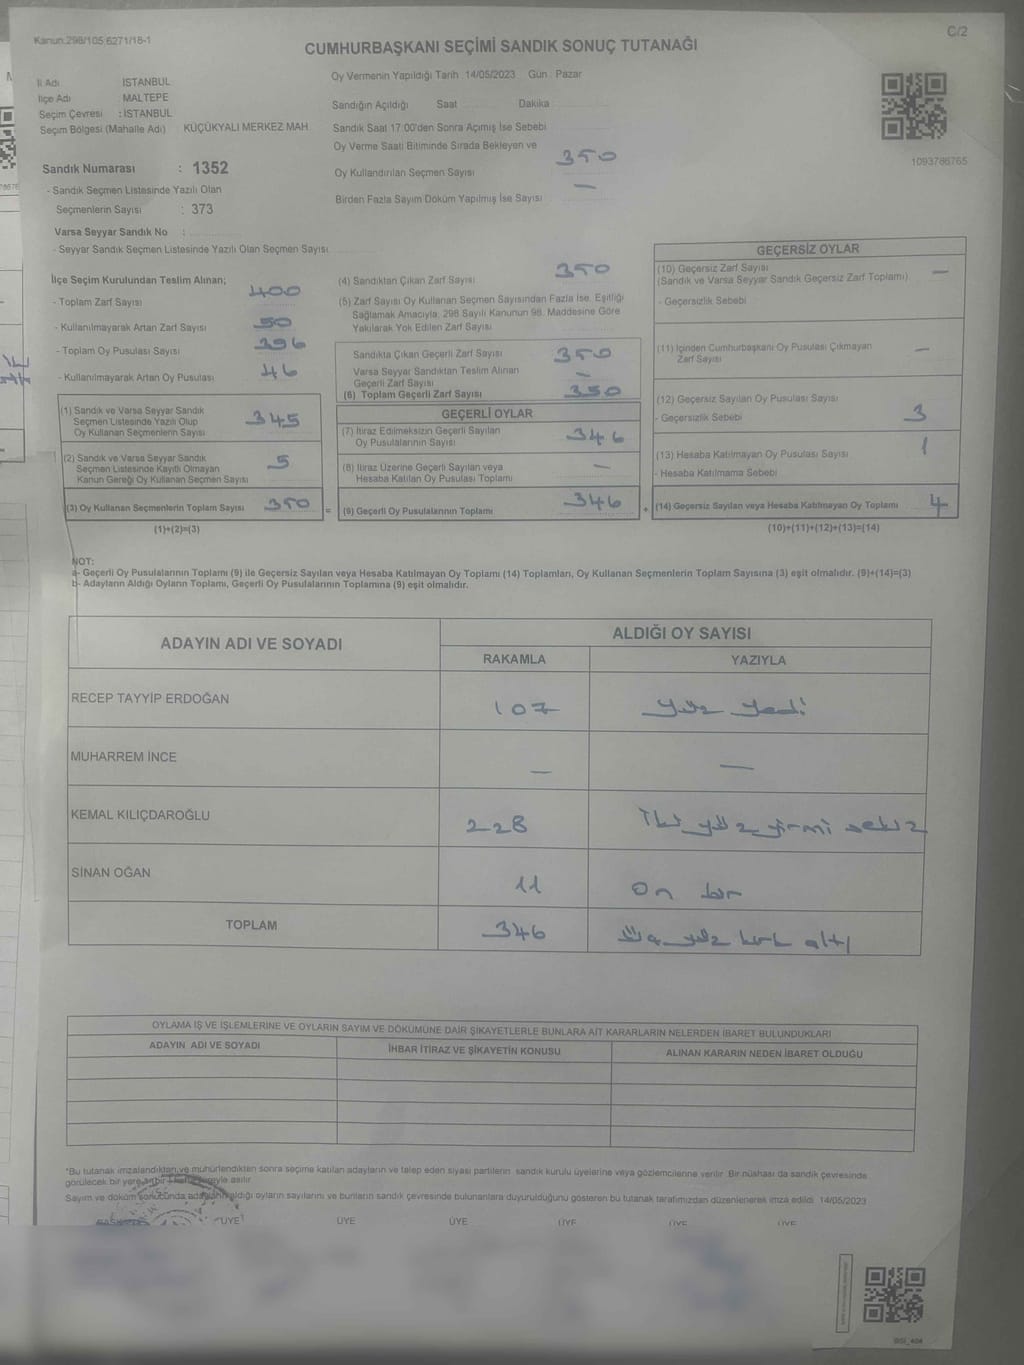 Kanun.298/105.6271/18-1
C/2
CUMHURBAŞKANI SEÇİMİ SANDIK SONUÇ TUTANAĞI
İl Adı İSTANBUL
İlçe Adı : MALTEPE
Seçim Çevresi : İSTANBUL
Seçim Bölgesi (Mahalle Adı) KÜÇÜKYALI MERKEZ MAH.
Sandık Numarası : 1352
- Sandık Seçmen Listesinde Yazılı Olan
Seçmenlerin Sayısı : 373
Varsa Seyyar Sandık No :
- Seyyar Sandık Seçmen Listesinde Yazılı Olan Seçmen Sayısı
Oy Vermenin Yapıldığı Tarih 14/05/2023 Gün : Pazar
Sandığın Açıldığı Saat Dakika
Sandık Saat 17:00'den Sonra Açımış İse Sebebi
Oy Verme Saati Bitiminde Sırada Bekleyen ve
Oy Kullandırılan Seçmen Sayısı 350
Birden Fazla Sayım Döküm Yapılmış İse Sayısı —
1093786765
İlçe Seçim Kurulundan Teslim Alınan;
- Toplam Zarf Sayısı 400
- Kullanılmayarak Artan Zarf Sayısı 50
- Toplam Oy Pusulası Sayısı 396
- Kullanılmayarak Artan Oy Pusulası 46
(1) Sandık ve Varsa Seyyar Sandık
Seçmen Listesinde Yazılı Olup
Oy Kullanan Seçmenlerin Sayısı 345
(2) Sandık ve Varsa Seyyar Sandık
Seçmen Listesinde Kayıtlı Olmayan
Kanun Gereği Oy Kullanan Seçmen Sayısı 5
(3) Oy Kullanan Seçmenlerin Toplam Sayısı 350
(1)+(2)=(3)
(4) Sandıktan Çıkan Zarf Sayısı 350
(5) Zarf Sayısı Oy Kullanan Seçmen Sayısından Fazla İse, Eşitliği
Sağlamak Amacıyla; 298 Sayılı Kanunun 98. Maddesine Göre
Yakılarak Yok Edilen Zarf Sayısı
Sandıkta Çıkan Geçerli Zarf Sayısı 350
Varsa Seyyar Sandıktan Teslim Alınan
Geçerli Zarf Sayısı —
(6) Toplam Geçerli Zarf Sayısı 350
GEÇERLİ OYLAR
(7) İtiraz Edilmeksizin Geçerli Sayılan
Oy Pusulalarının Sayısı 346
(8) İtiraz Üzerine Geçerli Sayılan veya
Hesaba Katılan Oy Pusulası Toplamı —
=
(9) Geçerli Oy Pusulalarının Toplamı 346
+
GEÇERSİZ OYLAR
(10) Geçersiz Zarf Sayısı —
(Sandık ve Varsa Seyyar Sandık Geçersiz Zarf Toplamı)
- Geçersizlik Sebebi
(11) İçinden Cumhurbaşkanı Oy Pusulası Çıkmayan —
Zarf Sayısı
(12) Geçersiz Sayılan Oy Pusulası Sayısı 3
- Geçersizlik Sebebi
(13) Hesaba Katılmayan Oy Pusulası Sayısı 1
- Hesaba Katılmama Sebebi
(14) Geçersiz Sayılan veya Hesaba Katılmayan Oy Toplamı 4
(10)+(11)+(12)+(13)=(14)
NOT:
a- Geçerli Oy Pusulalarının Toplamı (9) ile Geçersiz Sayılan veya Hesaba Katılmayan Oy Toplamı (14) Toplamları, Oy Kullanan Seçmenlerin Toplam Sayısına (3) eşit olmalıdır. (9)+(14)=(3)
b- Adayların Aldığı Oyların Toplamı, Geçerli Oy Pusulalarının Toplamına (9) eşit olmalıdır.
ADAYIN ADI VE SOYADI
ALDIĞI OY SAYISI
RAKAMLA YAZIYLA
RECEP TAYYİP ERDOĞAN 107 Yüz Yedi
MUHARREM İNCE — —
KEMAL KILIÇDAROĞLU 228 İki yüz yirmi sekiz
SİNAN OĞAN 11 On bir
TOPLAM 346 Üç yüz kırk altı
OYLAMA İŞ VE İŞLEMLERİNE VE OYLARIN SAYIM VE DÖKÜMÜNE DAİR ŞİKAYETLERLE BUNLARA AİT KARARLARIN NELERDEN İBARET BULUNDUKLARI
ADAYIN ADI VE SOYADI İHBAR İTİRAZ VE ŞİKAYETİN KONUSU ALINAN KARARIN NEDEN İBARET OLDUĞU
*Bu tutanak imzalandıktan ve mühürlendikten sonra seçime katılan adayların ve talep eden siyasi partilerin sandık kurulu üyelerine veya gözlemcilerine verilir. Bir nüshası da sandık çevresinde
görülecek bir yere asılır
Sayım ve döküm sonucunda adayların aldığı oyların sayılarını ve bunların sandık çevresinde bulunanlara duyurulduğunu gösteren bu tutanak tarafımızdan düzenlenerek imza edildi. 14/05/2023
BAŞKAN ÜYE ÜYE ÜYE ÜYE ÜYE ÜYE